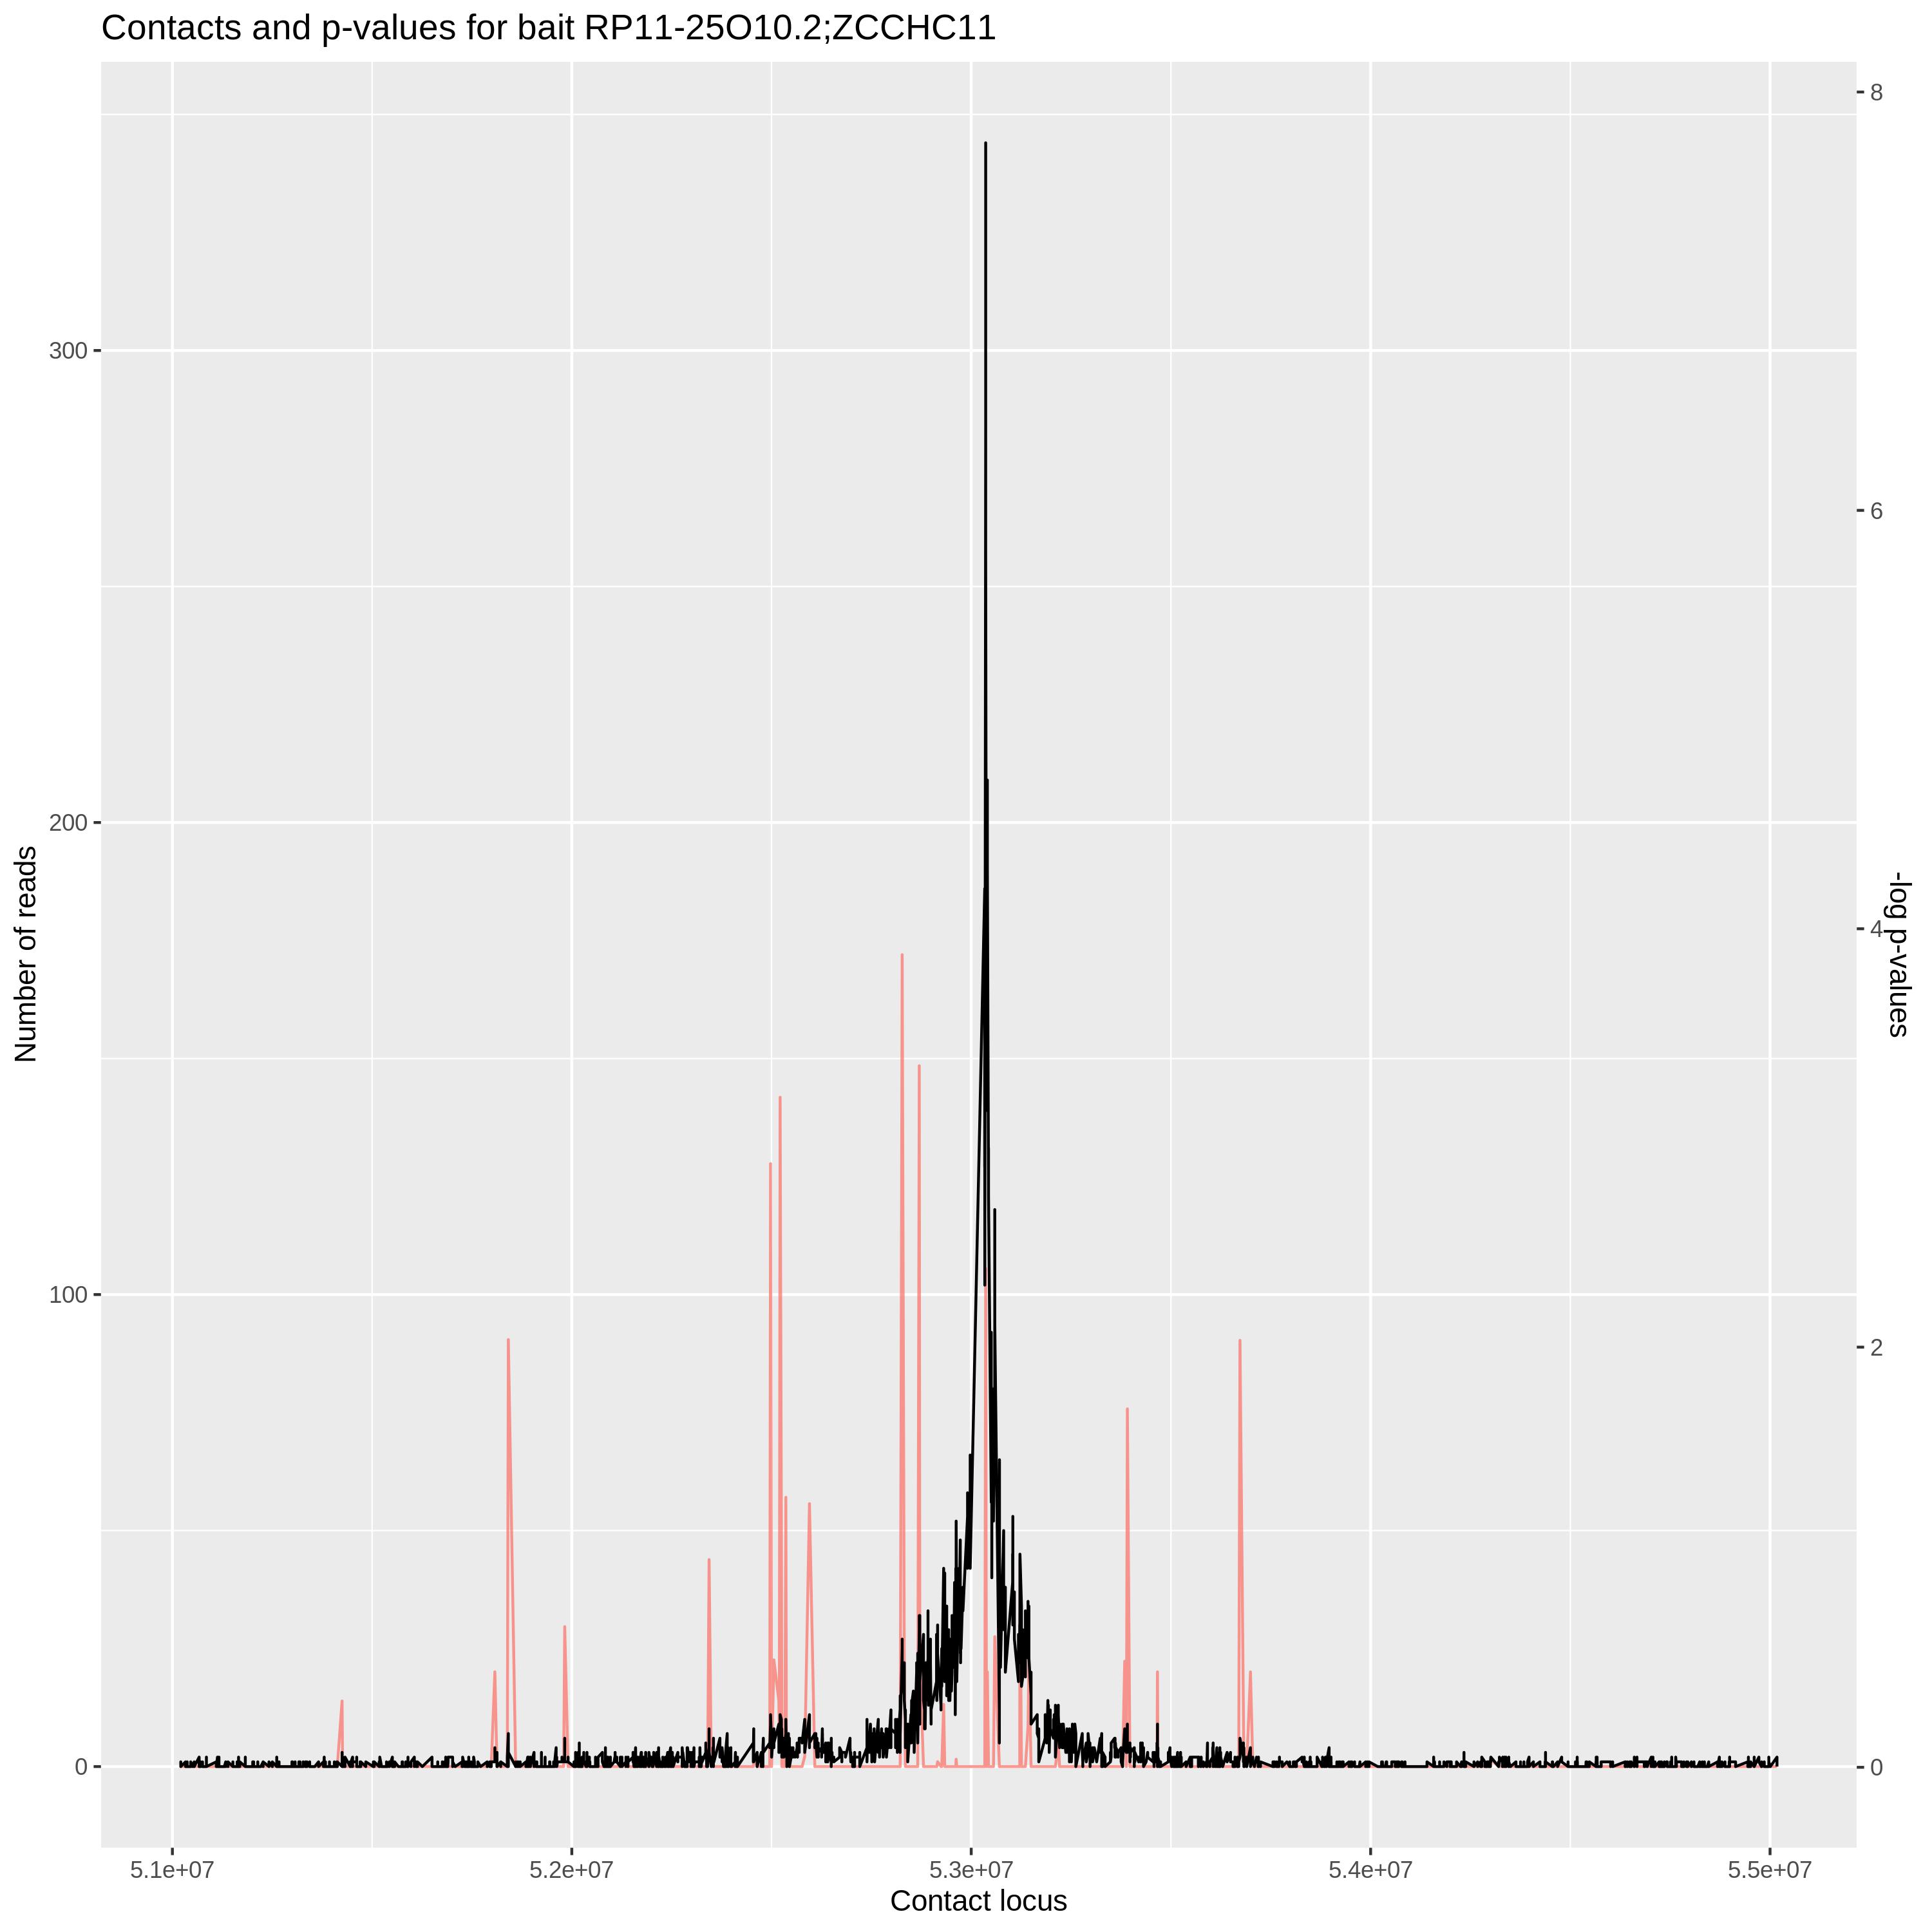 Contacts and p-values for bait RP11-25O10.2;ZCCHC11
8
300
6
200
Number of reads
-log p-values
4
100
2
0
0
5.1e+07 5.2e+07 5.3e+07 5.4e+07 5.5e+07
Contact locus